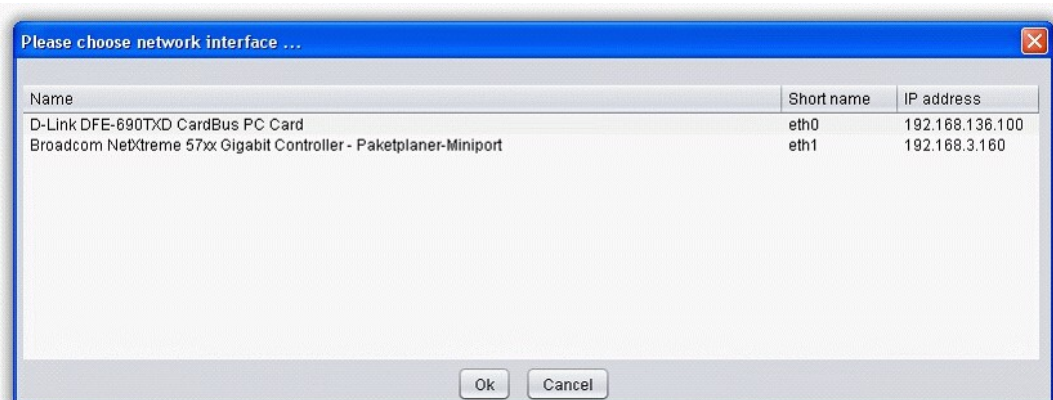 Please choose network interface ...
Name Short name IP address
D-Link DFE-690TXD CardBus PC Card eth0 192.168.136.100
Broadcom NetXtreme 57xx Gigabit Controller - Paketplaner-Miniport eth1 192.168.3.160
Ok Cancel